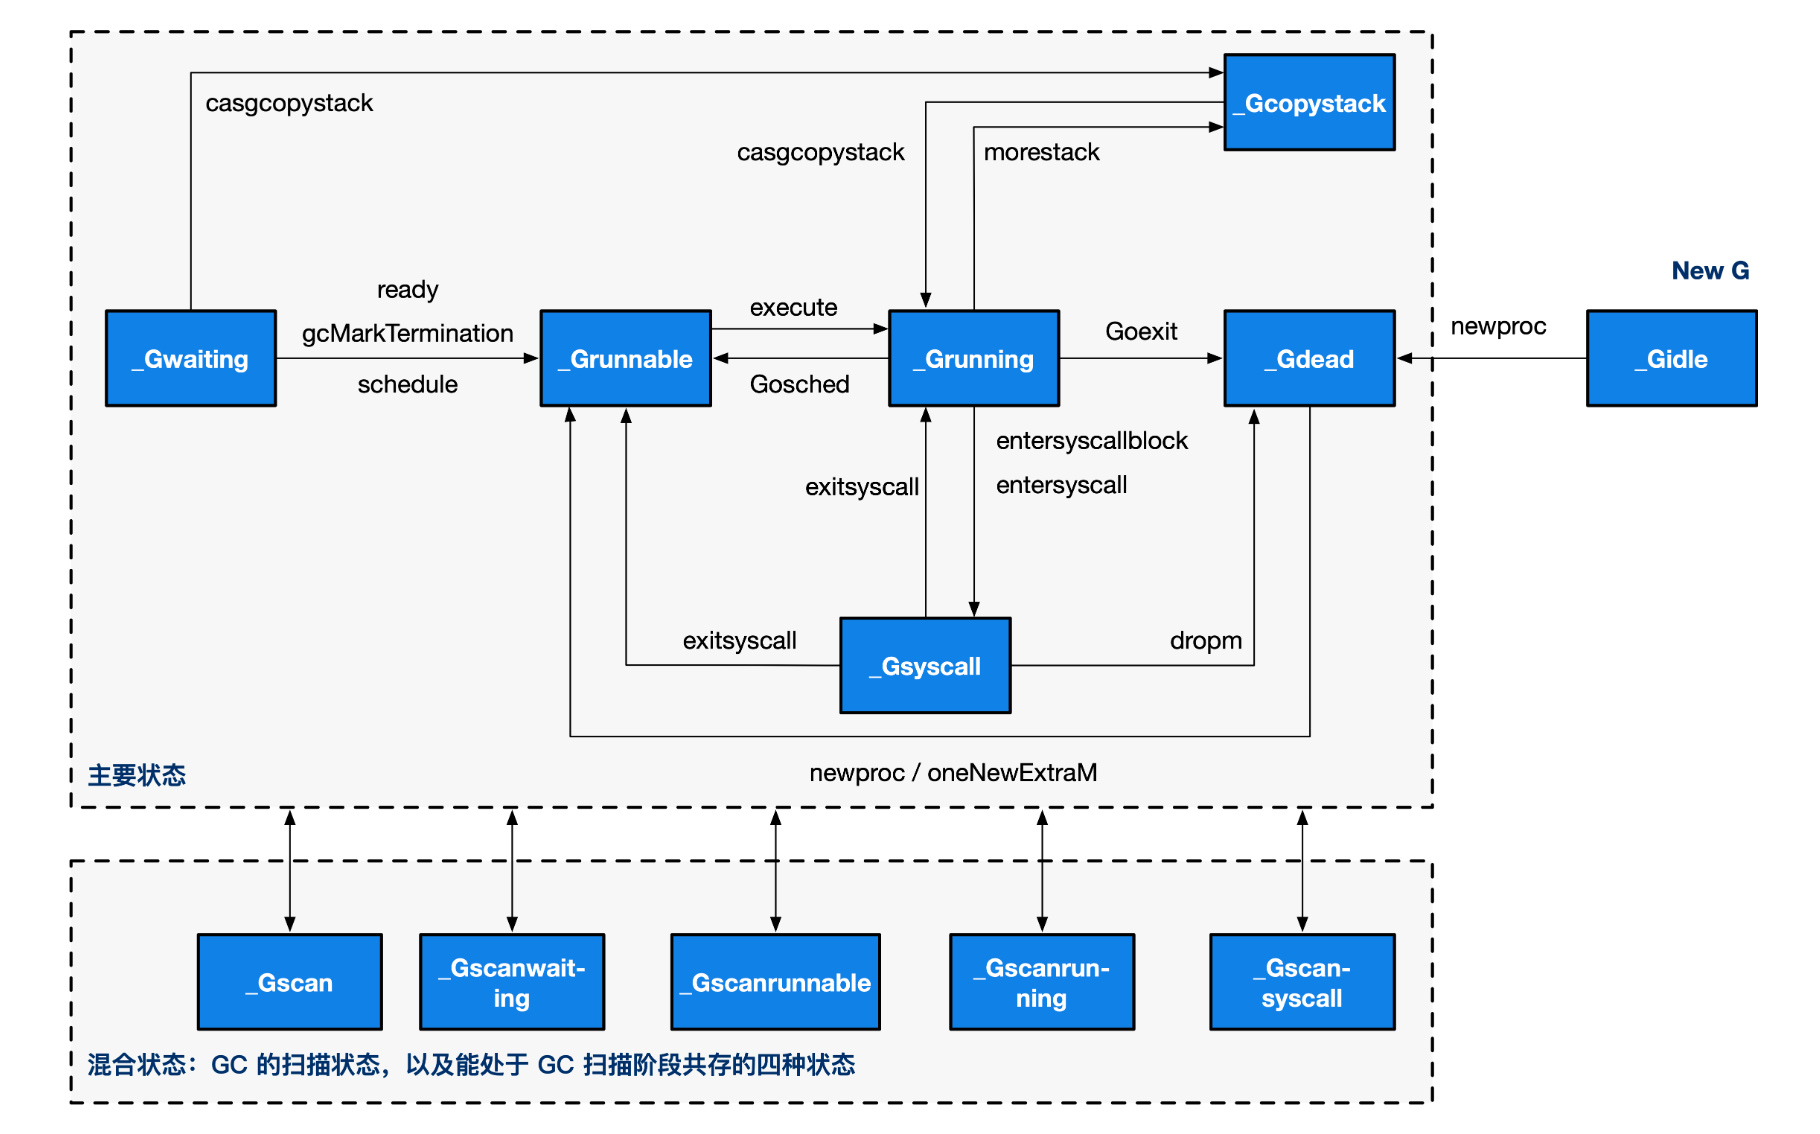 _Gcopystack
casgcopystack
casgcopystack
morestack
New G
ready
gcMarkTermination
schedule
execute
Gosched
Goexit
newproc
_Gwaiting
_Grunnable
_Grunning
_Gdead
_Gidle
entersyscallblock
entersyscall
exitsyscall
exitsyscall
dropm
_Gsyscall
newproc / oneNewExtraM
主要状态
_Gscan
_Gscanwait-
ing
_Gscanrunnable
_Gscanrun-
ning
_Gscan-
syscall
混合状态：GC 的扫描状态，以及能处于 GC 扫描阶段共存的四种状态